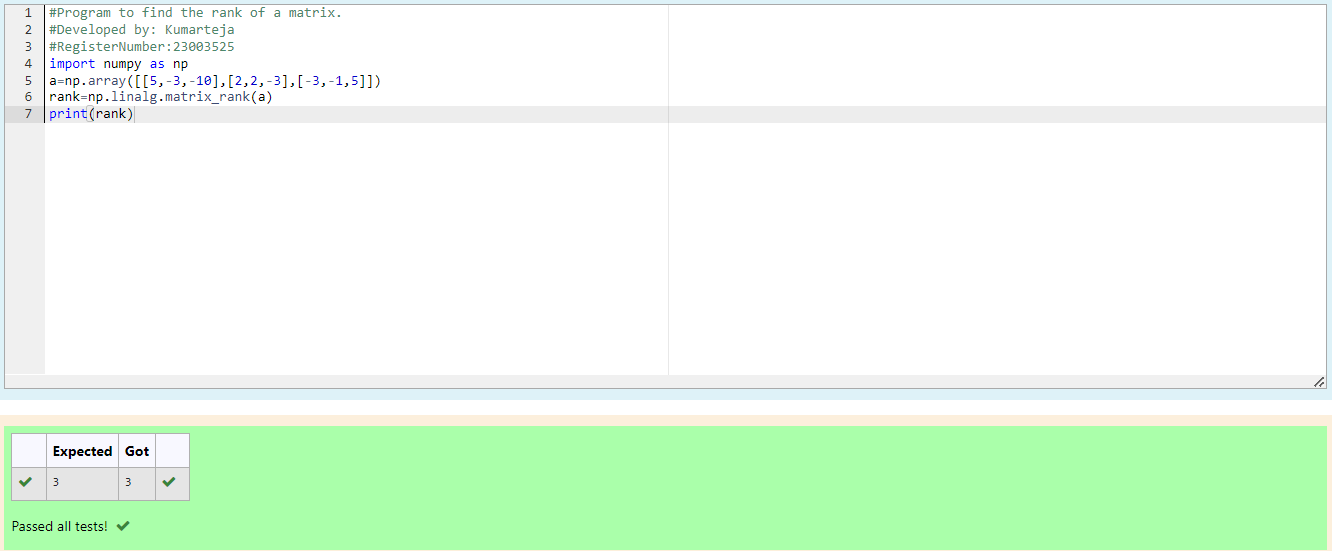 1 #Program to find the rank of a matrix.
2 #Developed by: Kumarteja
3 #RegisterNumber:23003525
4 import numpy as np
5 a=np.array([[5,-3,-10],[2,2,-3],[-3,-1,5]])
6 rank=np.linalg.matrix_rank(a)
7 print(rank)
Expected Got
3 3
Passed all tests!